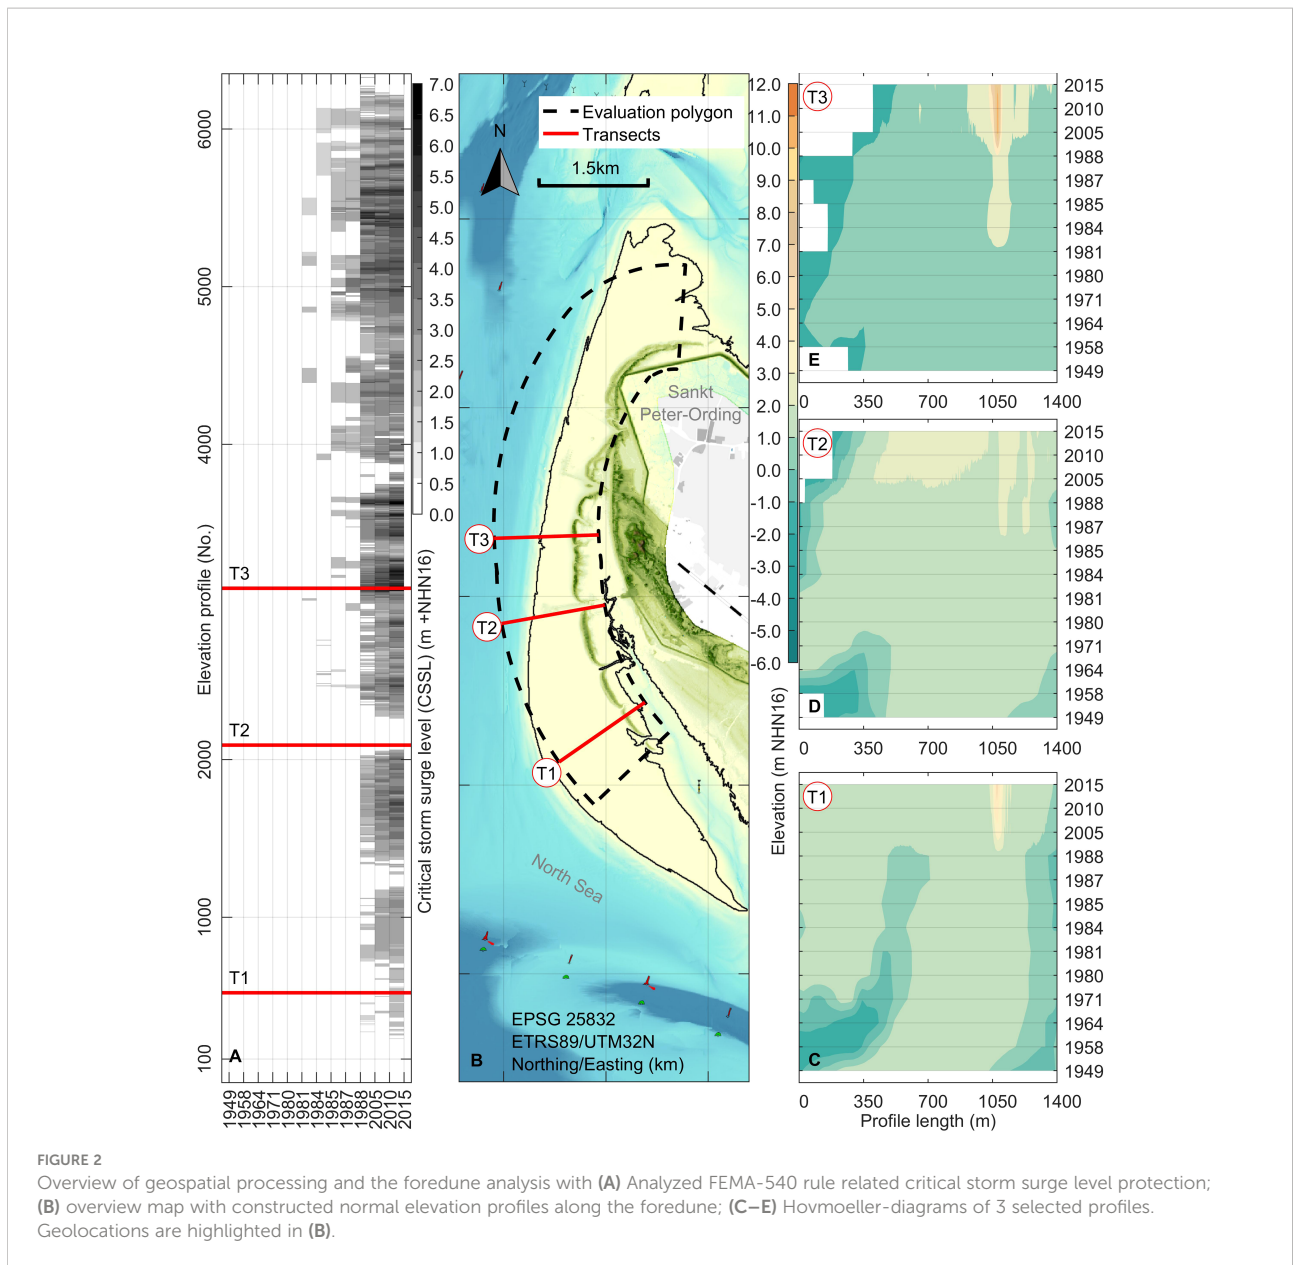 6000
5000
4000
2000
1000
100
Elevation profile (No.)
T3
T2
T1
A
1949
1958
1964
1971
1980
1981
1984
1985
1987
1988
2005
2010
2015
7.0
6.5
6.0
5.5
5.0
4.5
4.0
3.5
3.0
2.5
2.0
1.5
1.0
0.5
0.0
Critical storm surge level (CSSL) (m +NHN16)
Evaluation polygon
Transects
N
1.5km
Sankt
Peter-Ording
T3
T2
T1
North Sea
EPSG 25832
ETRS89/UTM32N
Northing/Easting (km)
B
12.0
11.0
10.0
9.0
8.0
7.0
6.0
5.0
4.0
3.0
2.0
1.0
0.0
-1.0
-2.0
-3.0
-4.0
-5.0
-6.0
Elevation (m NHN16)
T3
E
2015
2010
2005
1988
1987
1985
1984
1981
1980
1971
1964
1958
1949
0 350 700 1050 1400
T2
D
2015
2010
2005
1988
1987
1985
1984
1981
1980
1971
1964
1958
1949
0 350 700 1050 1400
T1
C
2015
2010
2005
1988
1987
1985
1984
1981
1980
1971
1964
1958
1949
0 350 700 1050 1400
Profile length (m)
FIGURE 2
Overview of geospatial processing and the foredune analysis with (A) Analyzed FEMA-540 rule related critical storm surge level protection;
(B) overview map with constructed normal elevation profiles along the foredune; (C–E) Hovmoeller-diagrams of 3 selected profiles.
Geolocations are highlighted in (B).